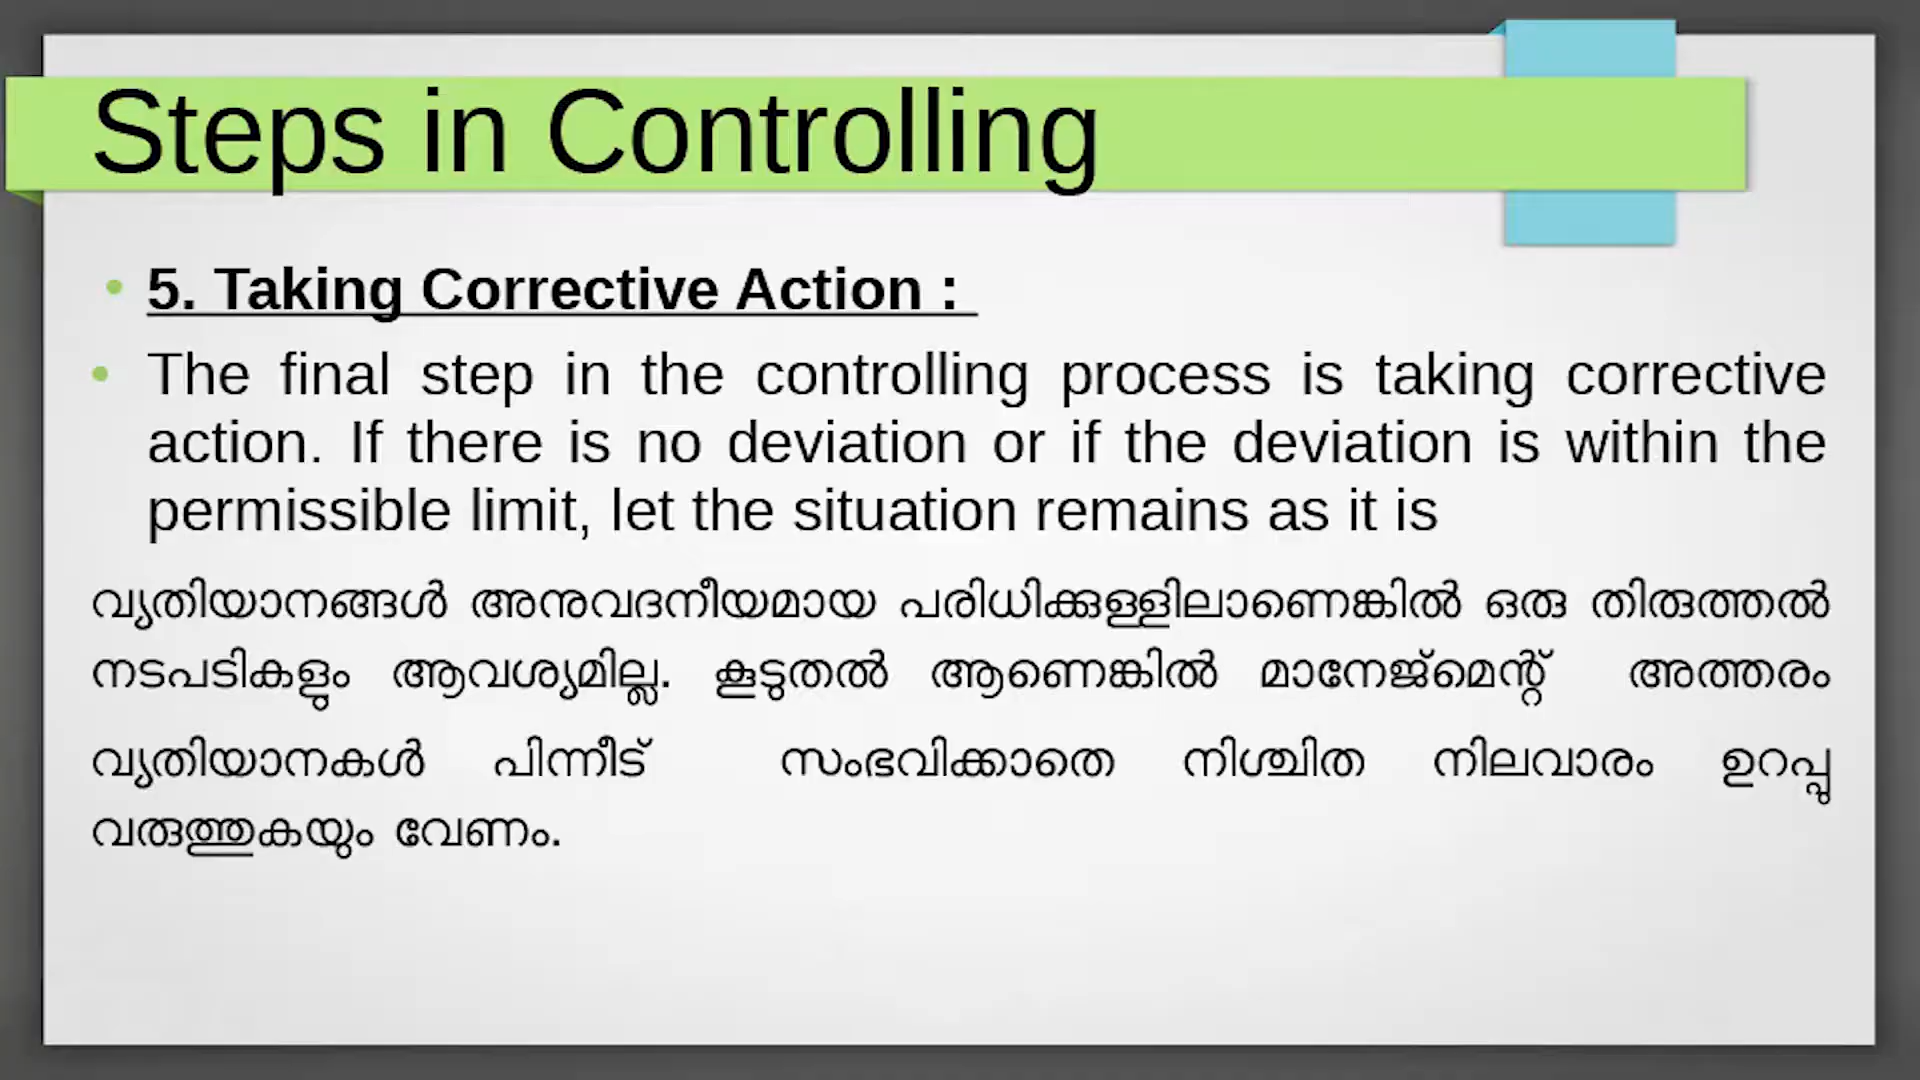 Steps in Controlling
• 5. Taking Corrective Action :
• The final step in the controlling process is taking corrective
action. If there is no deviation or if the deviation is within the
permissible limit, let the situation remains as it is
വ്യതിയാനങ്ങൾ അനുവദനീയമായ പരിധിക്കുള്ളിലാണെങ്കിൽ ഒരു തിരുത്തൽ
നടപടികളും ആവശ്യമില്ല. കൂടുതൽ ആണെങ്കിൽ മാനേജ്മെന്റ് അത്തരം
വ്യതിയാനകൾ പിന്നീട് സംഭവിക്കാതെ നിശ്ചിത നിലവാരം ഉറപ്പു
വരുത്തുകയും വേണം.